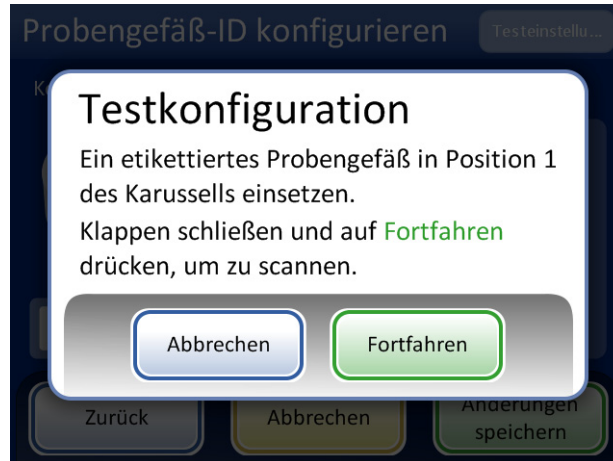 Probengefäß-ID konfigurieren
Testeinstellu...
Testkonfiguration
Ein etikettiertes Probengefäß in Position 1
des Karussells einsetzen.
Klappen schließen und auf Fortfahren
drücken, um zu scannen.
Abbrechen
Fortfahren
Zurück
Abbrechen
Änderungen
speichern